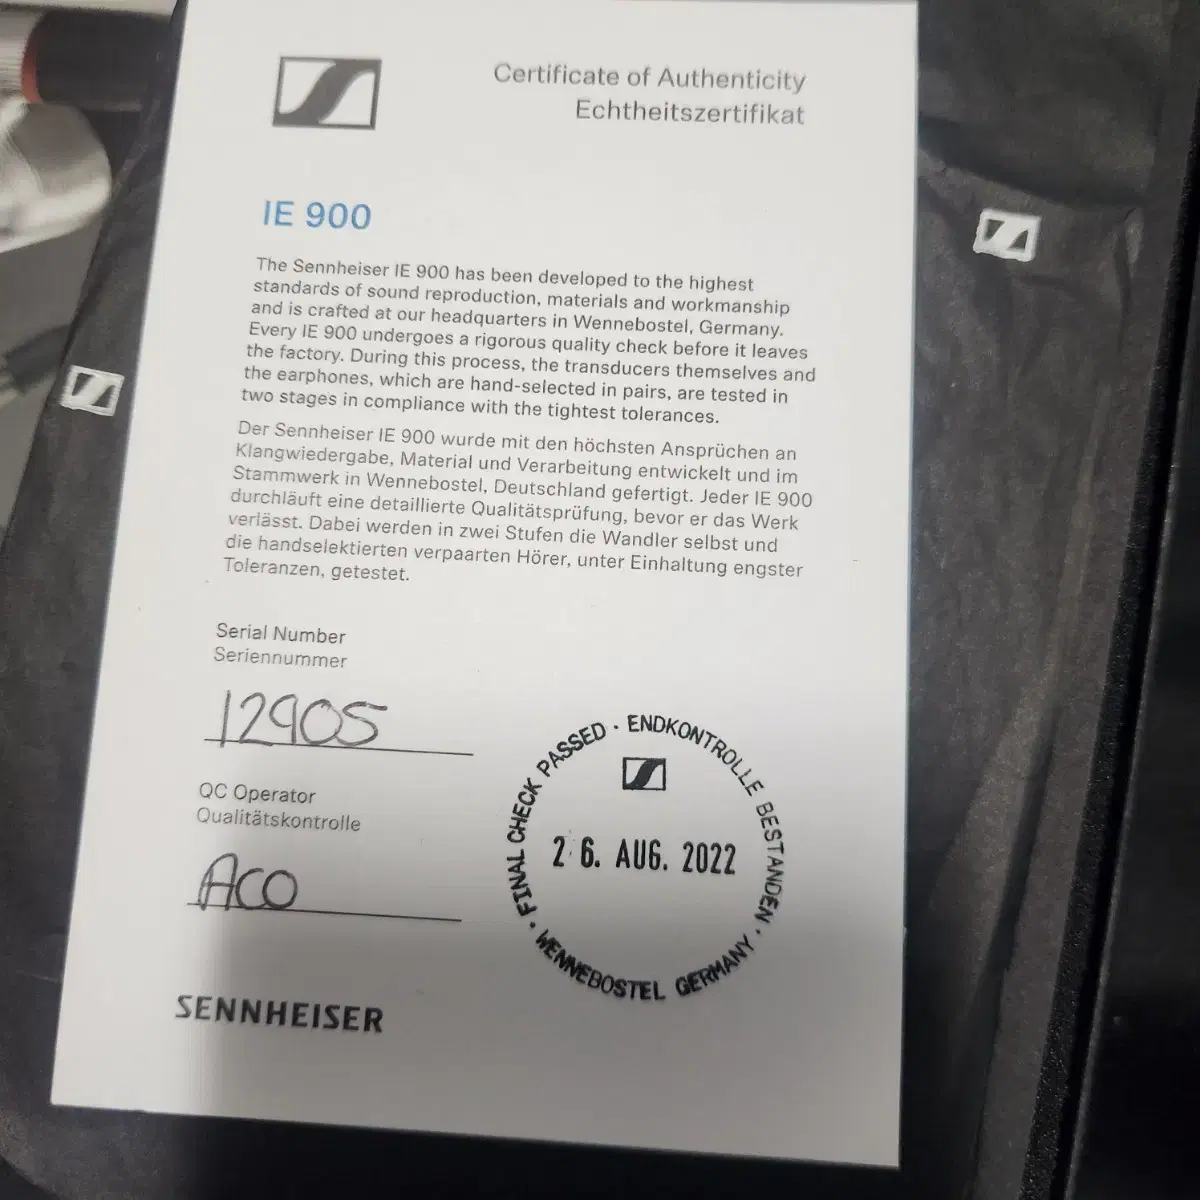 Certificate of Authenticity
Echtheitszertifikat
IE 900
The Sennheiser IE 900 has been developed to the highest
standards of sound reproduction, materials and workmanship
and is crafted at our headquarters in Wennebostel, Germany.
Every IE 900 undergoes a rigorous quality check before it leaves
the factory. During this process, the transducers themselves and
the earphones, which are hand-selected in pairs, are tested in
two stages in compliance with the tightest tolerances.
Der Sennheiser IE 900 wurde mit den höchsten Ansprüchen an
Klangwiedergabe, Material und Verarbeitung entwickelt und im
Stammwerk in Wennebostel, Deutschland gefertigt. Jeder IE 900
durchläuft eine detaillierte Qualitätsprüfung, bevor er das Werk
verlässt. Dabei werden in zwei Stufen die Wandler selbst und
die handselektierten verpaarten Hörer, unter Einhaltung engster
Toleranzen, getestet.
Serial Number
Seriennummer
12905
QC Operator
Qualitätskontrolle
ACO
FINAL CHECK PASSED · ENDKONTROLLE BESTANDEN · WENNEBOSTEL GERMANY ·
26. AUG. 2022
SENNHEISER